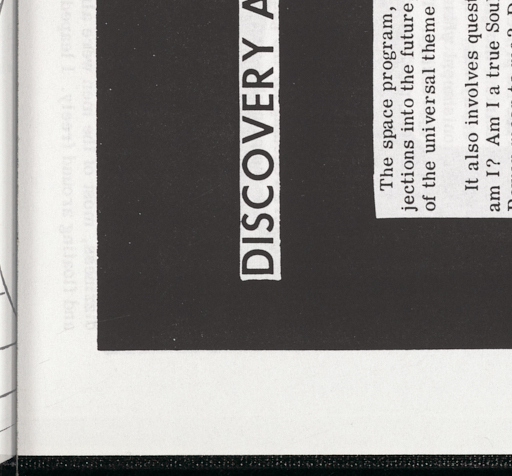 DISCOVERY A
The space program,
jections into the future
of the universal theme
It also involves quest
am I? Am I a true Sou